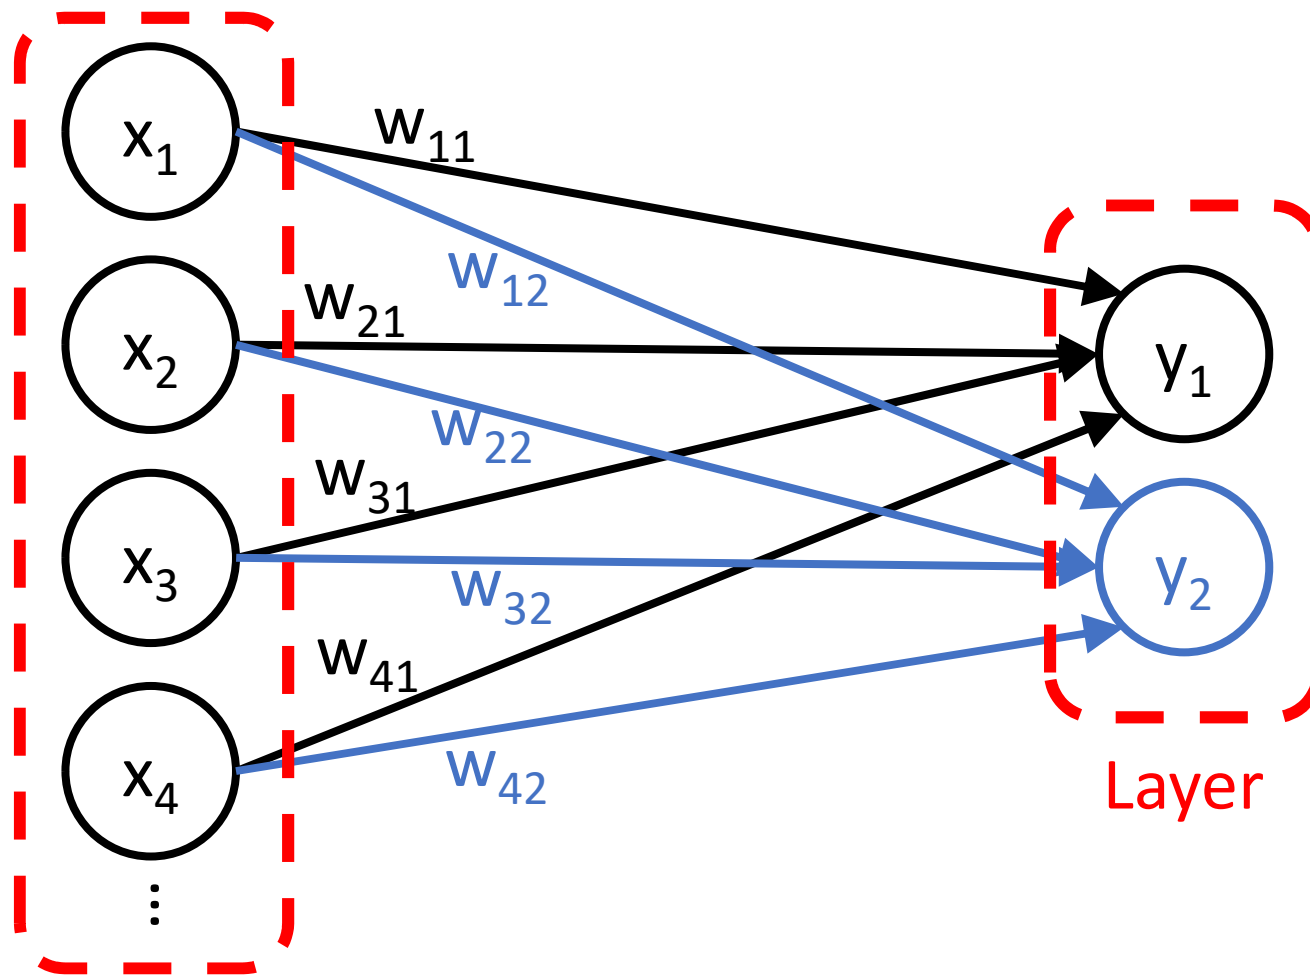 x₁
w₁₁
w₁₂
x₂
w₂₁
y₁
w₂₂
w₃₁
x₃
w₃₂
y₂
w₄₁
x₄
w₄₂
Layer
⋮